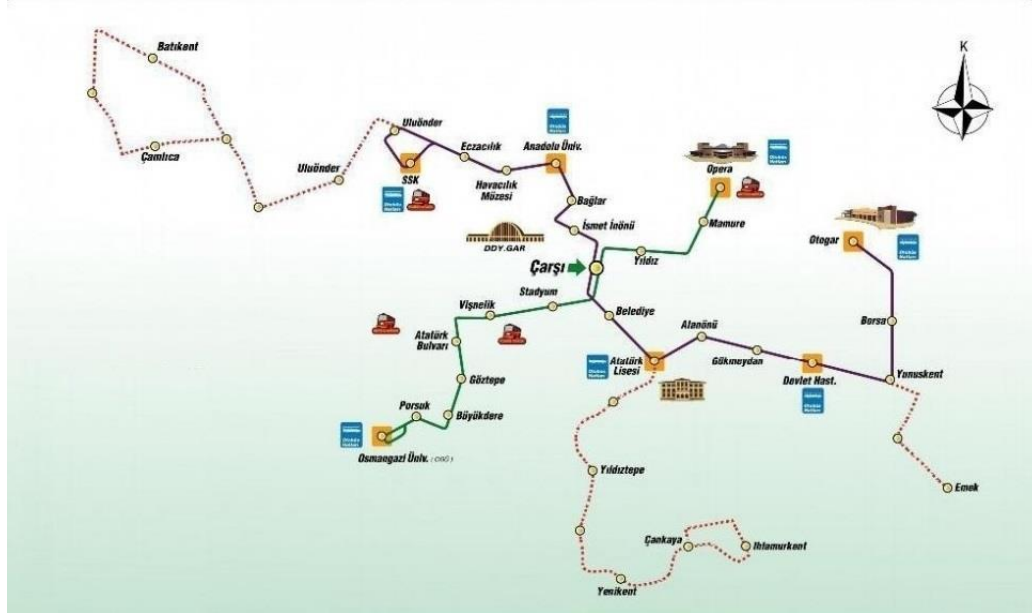 K
Batıkent
Çamlıca
Uluönder
Uluönder
SSK
Eczacılık
Havacılık
Müzesi
Anadolu Üniv.
Bağlar
İsmet İnönü
DDY.GAR
Çarşı
Opera
Mamure
Yıldız
Otogar
Borsa
Stadyum
Vişnelik
Atatürk
Bulvarı
Göztepe
Büyükdere
Porsuk
Osmangazi Üniv. (OGÜ)
Belediye
Atatürk
Lisesi
Alanönü
Gökmeydan
Devlet Hast.
Yunuskent
Emek
Yıldıztepe
Çankaya
Ihlamurkent
Yenikent